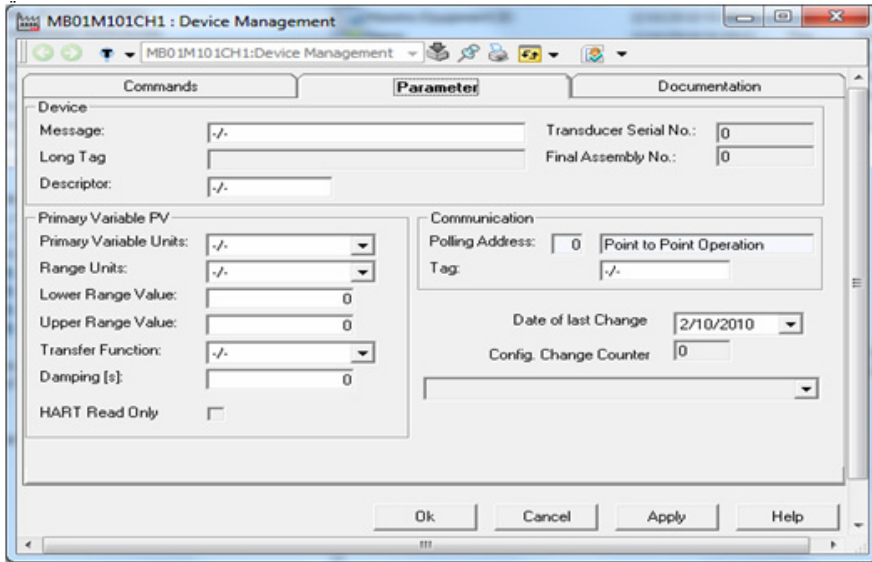 MB01M101CH1 : Device Management
MB01M101CH1:Device Management
Commands Parameter Documentation
Device
Message: -/- Transducer Serial No.: 0
Long Tag Final Assembly No.: 0
Descriptor: -/-
Primary Variable PV
Primary Variable Units: -/-
Range Units: -/-
Lower Range Value: 0
Upper Range Value: 0
Transfer Function: -/-
Damping [s]: 0
HART Read Only
Communication
Polling Address: 0 Point to Point Operation
Tag: -/-
Date of last Change 2/10/2010
Config. Change Counter 0
Ok Cancel Apply Help